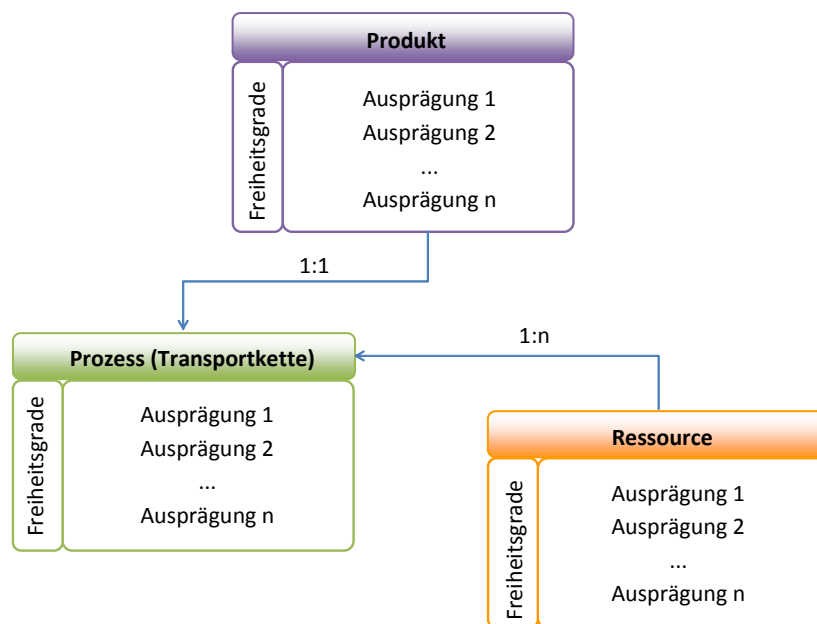 Produkt
Freiheitsgrade
Ausprägung 1
Ausprägung 2
...
Ausprägung n
1:1
Prozess (Transportkette)
Freiheitsgrade
Ausprägung 1
Ausprägung 2
...
Ausprägung n
1:n
Ressource
Freiheitsgrade
Ausprägung 1
Ausprägung 2
...
Ausprägung n